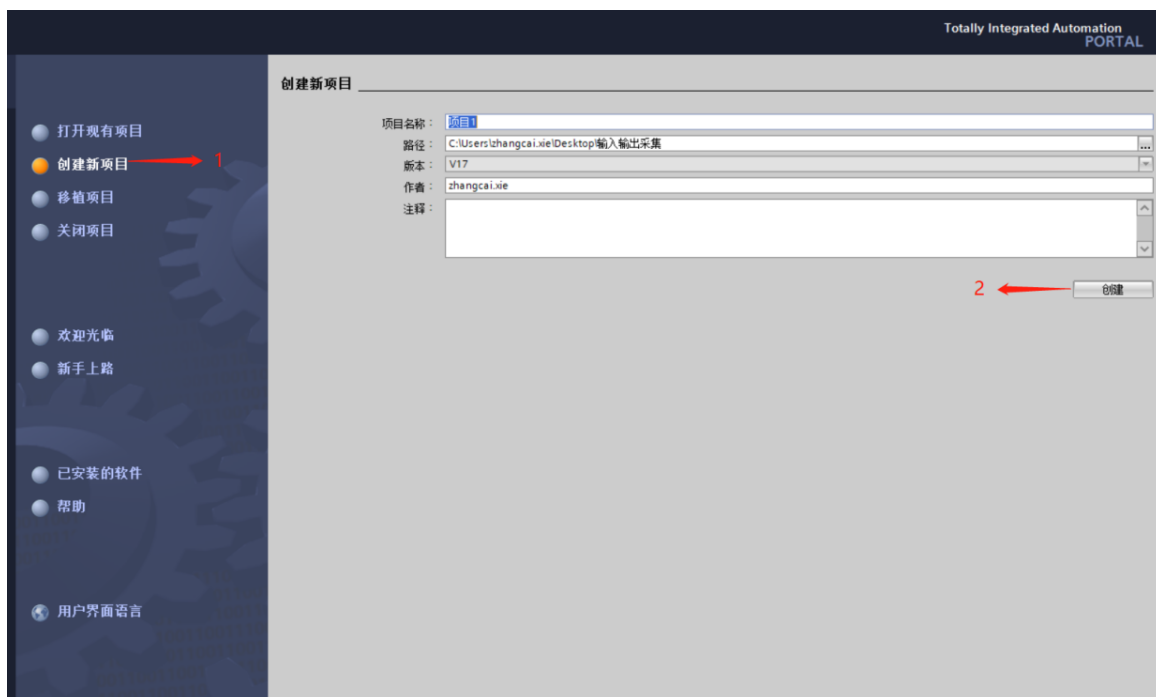 Totally Integrated Automation
PORTAL
打开现有项目
创建新项目
1
移植项目
关闭项目
欢迎光临
新手上路
已安装的软件
帮助
用户界面语言
创建新项目
项目名称： 项目1
路径： C:\Users\zhangcai.xie\Desktop\输入输出采集
...
版本： V17
作者： zhangcai.xie
注释：
2
创建